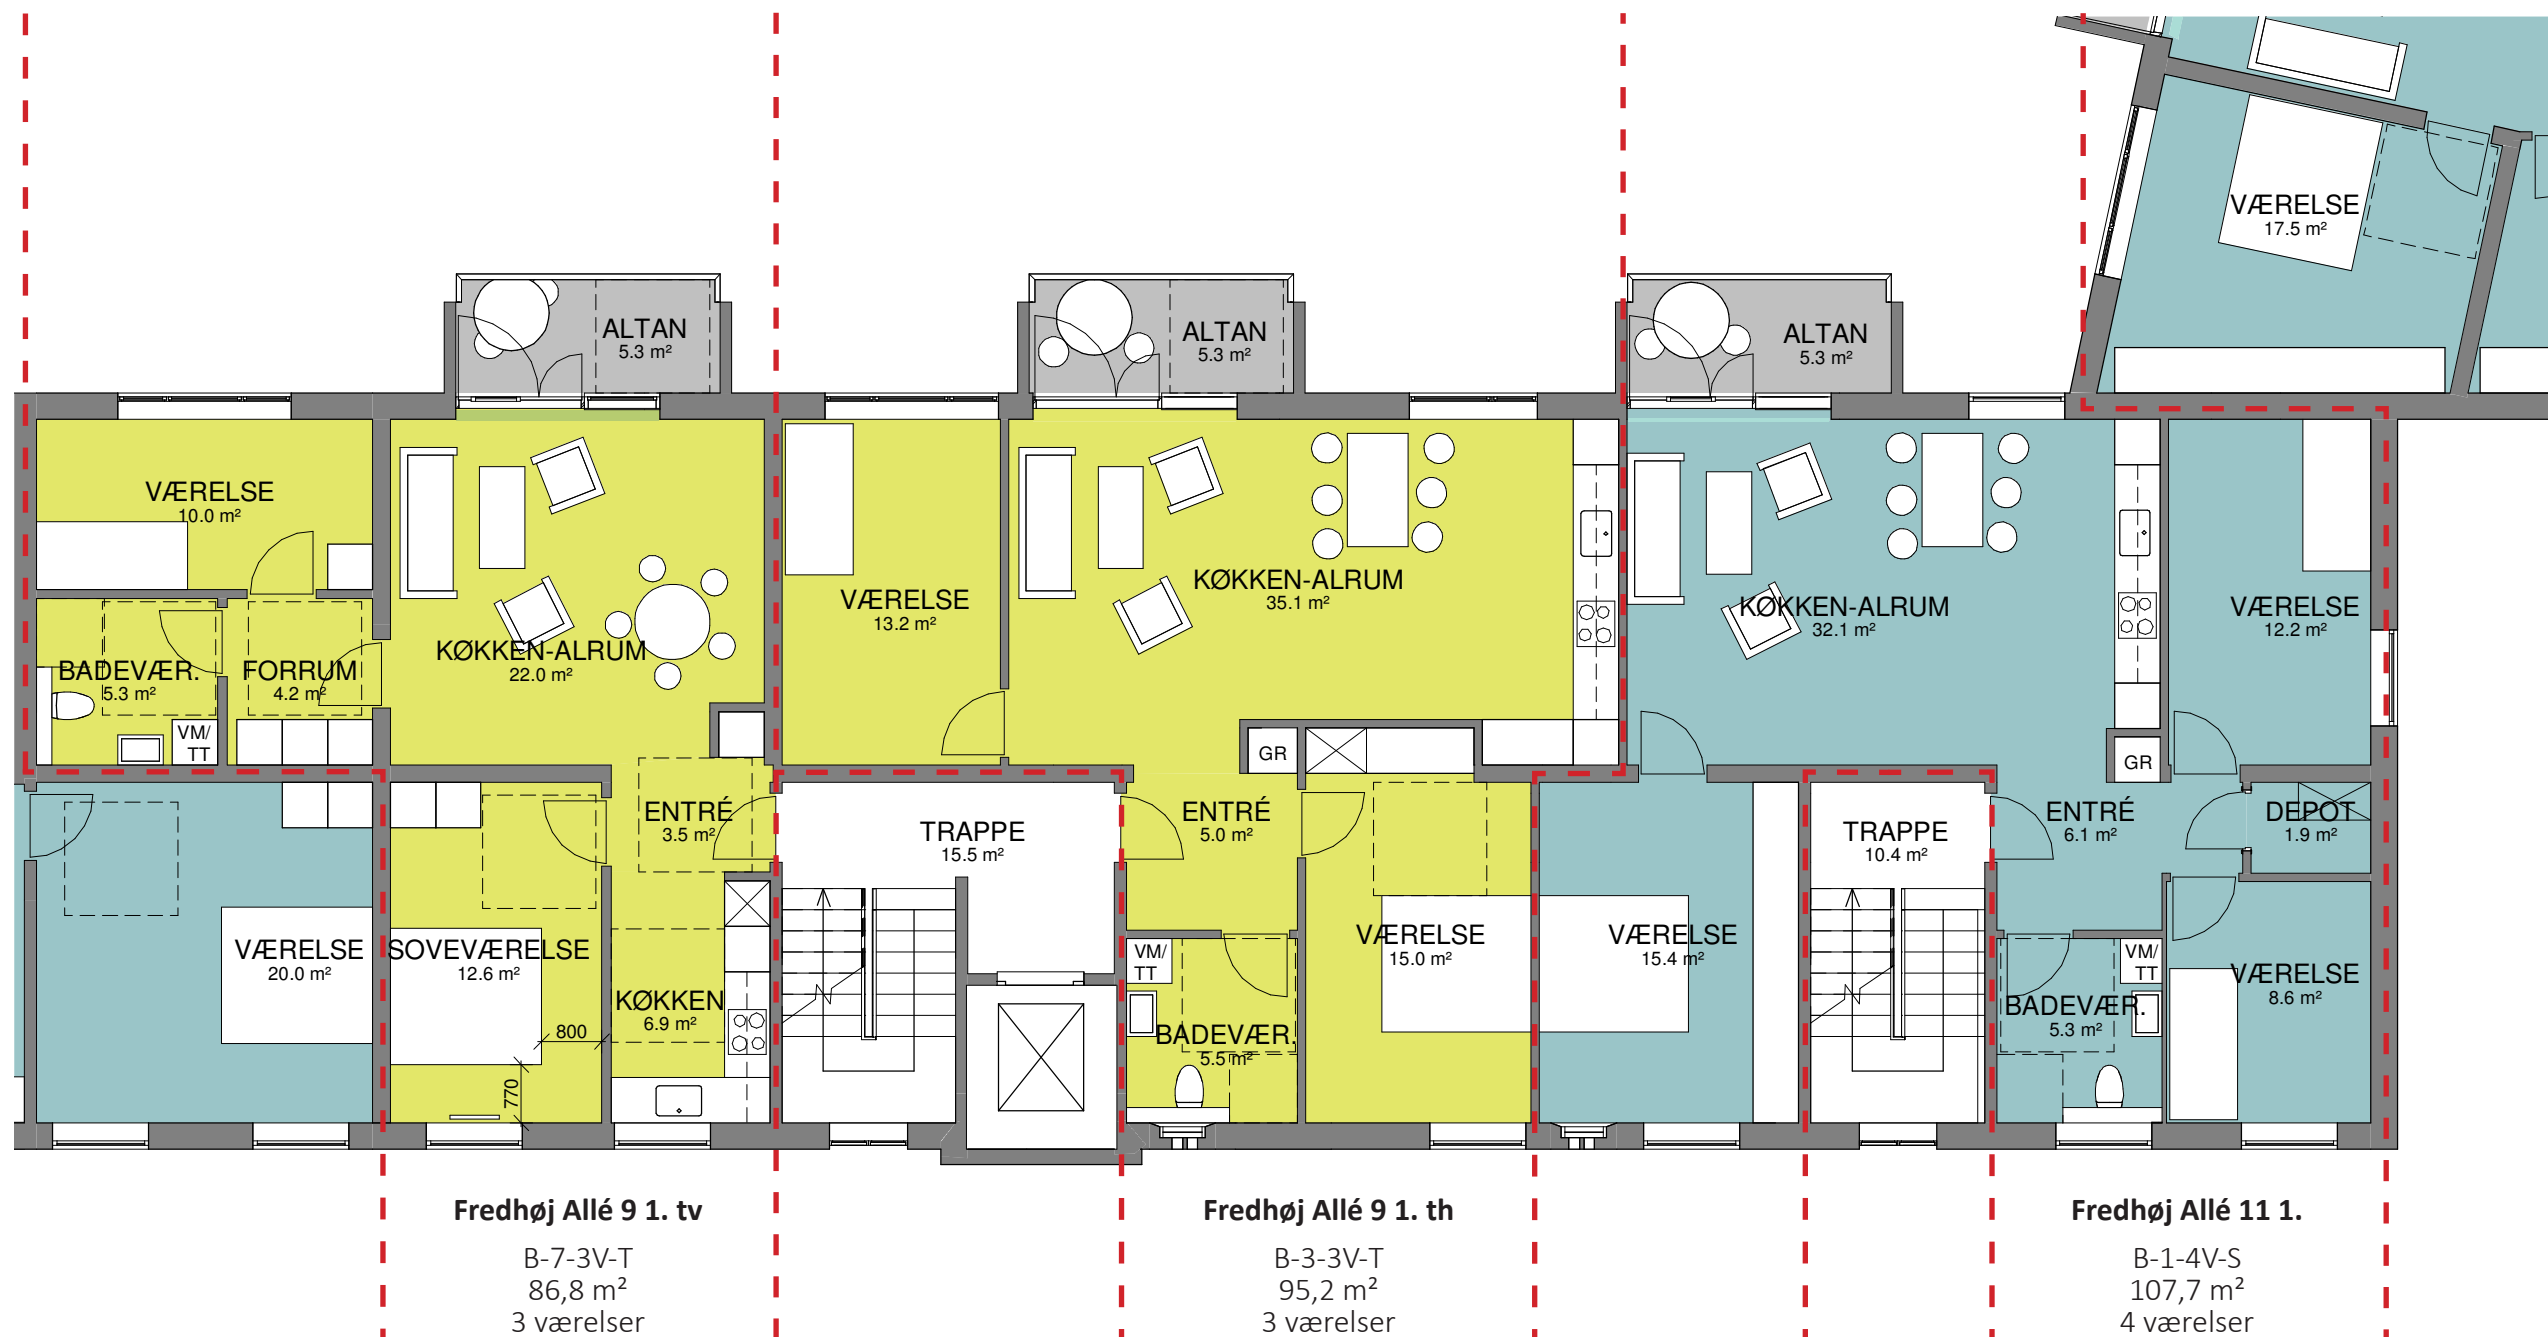 VÆRELSE
17.5 m²
ALTAN
5.3 m²
ALTAN
5.3 m²
ALTAN
5.3 m²
VÆRELSE
10.0 m²
BADEVÆR.
5.3 m²
VM/
TT
FORRUM
4.2 m²
KØKKEN-ALRUM
22.0 m²
VÆRELSE
13.2 m²
KØKKEN-ALRUM
35.1 m²
GR
KØKKEN-ALRUM
32.1 m²
VÆRELSE
12.2 m²
GR
VÆRELSE
20.0 m²
SOVEVÆRELSE
12.6 m²
800
770
ENTRÉ
3.5 m²
KØKKEN
6.9 m²
TRAPPE
15.5 m²
ENTRÉ
5.0 m²
VM/
TT
BADEVÆR.
5.5 m²
VÆRELSE
15.0 m²
VÆRELSE
15.4 m²
TRAPPE
10.4 m²
ENTRÉ
6.1 m²
DEPOT
1.9 m²
VM/
TT
BADEVÆR.
5.3 m²
VÆRELSE
8.6 m²
Fredhøj Allé 9 1. tv
B-7-3V-T
86,8 m²
3 værelser
Fredhøj Allé 9 1. th
B-3-3V-T
95,2 m²
3 værelser
Fredhøj Allé 11 1.
B-1-4V-S
107,7 m²
4 værelser